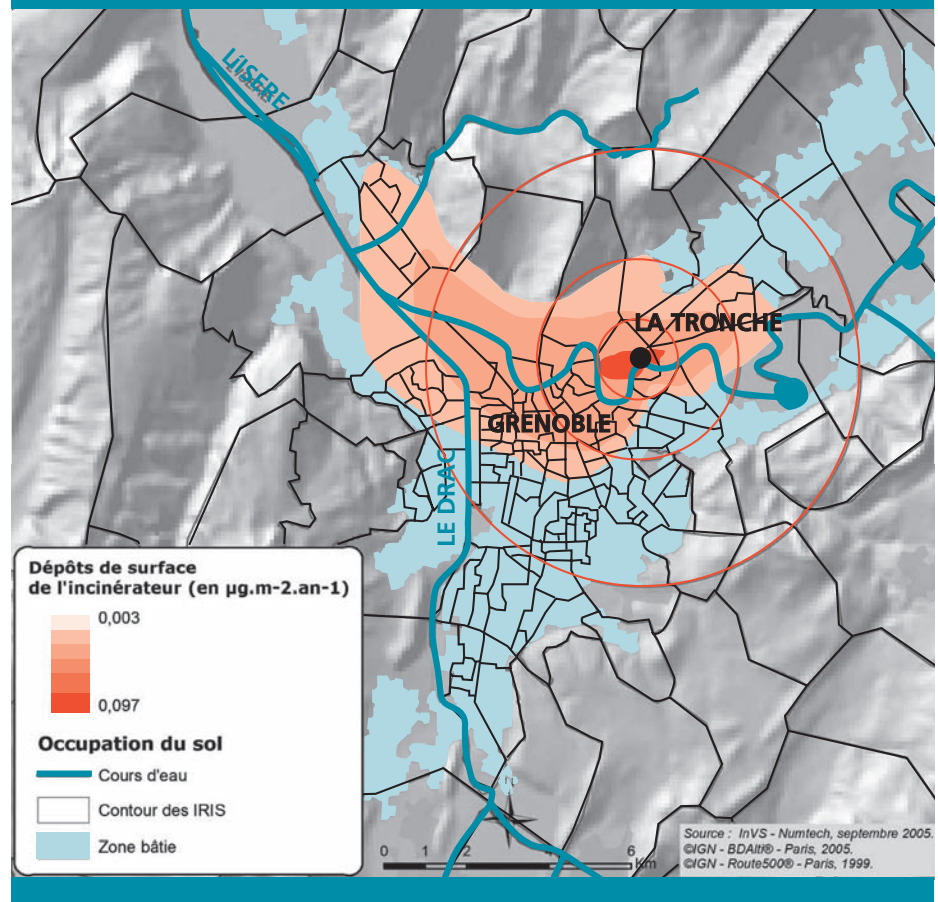 L'ISERE
LA TRONCHE
GRENOBLE
LE DRAC
Dépôts de surface
de l'incinérateur (en µg.m-2.an-1)
0,003
0,097
Occupation du sol
Cours d'eau
Contour des IRIS
Zone bâtie
N
0 1 2 4 6
Km
Source : InVS - Numtech, septembre 2005.
©IGN - BDAlti® - Paris, 2005.
©IGN - Route500® - Paris, 1999.